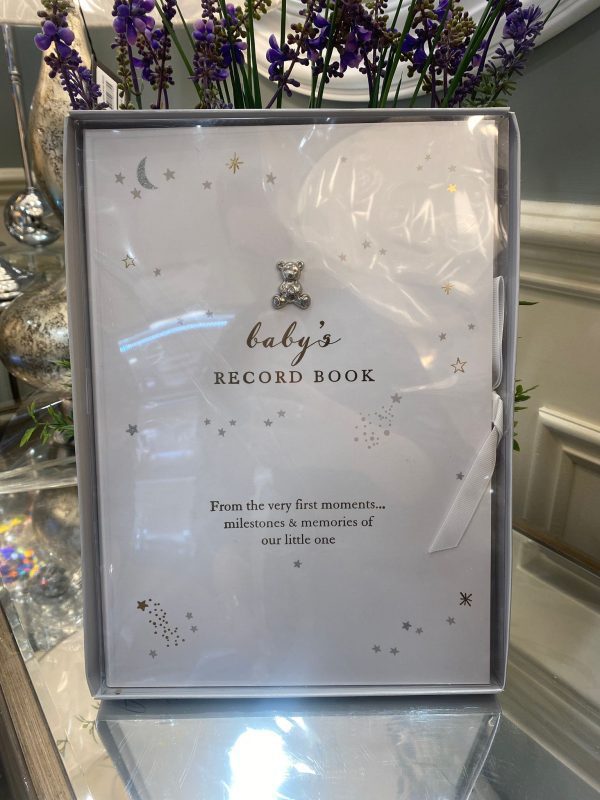 baby's
RECORD BOOK
From the very first moments...
milestones & memories of
our little one